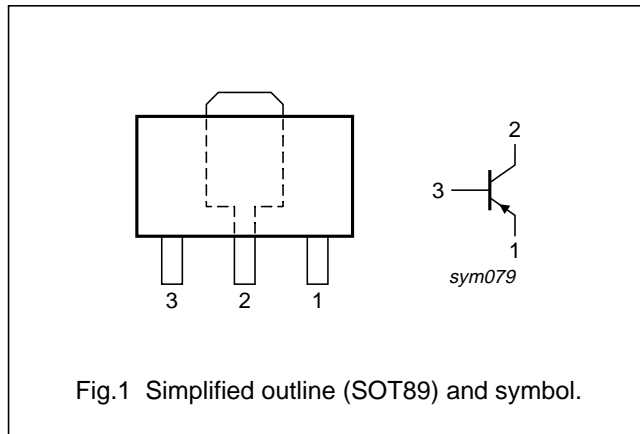 2
3
1
sym079
3 2 1
Fig.1 Simplified outline (SOT89) and symbol.